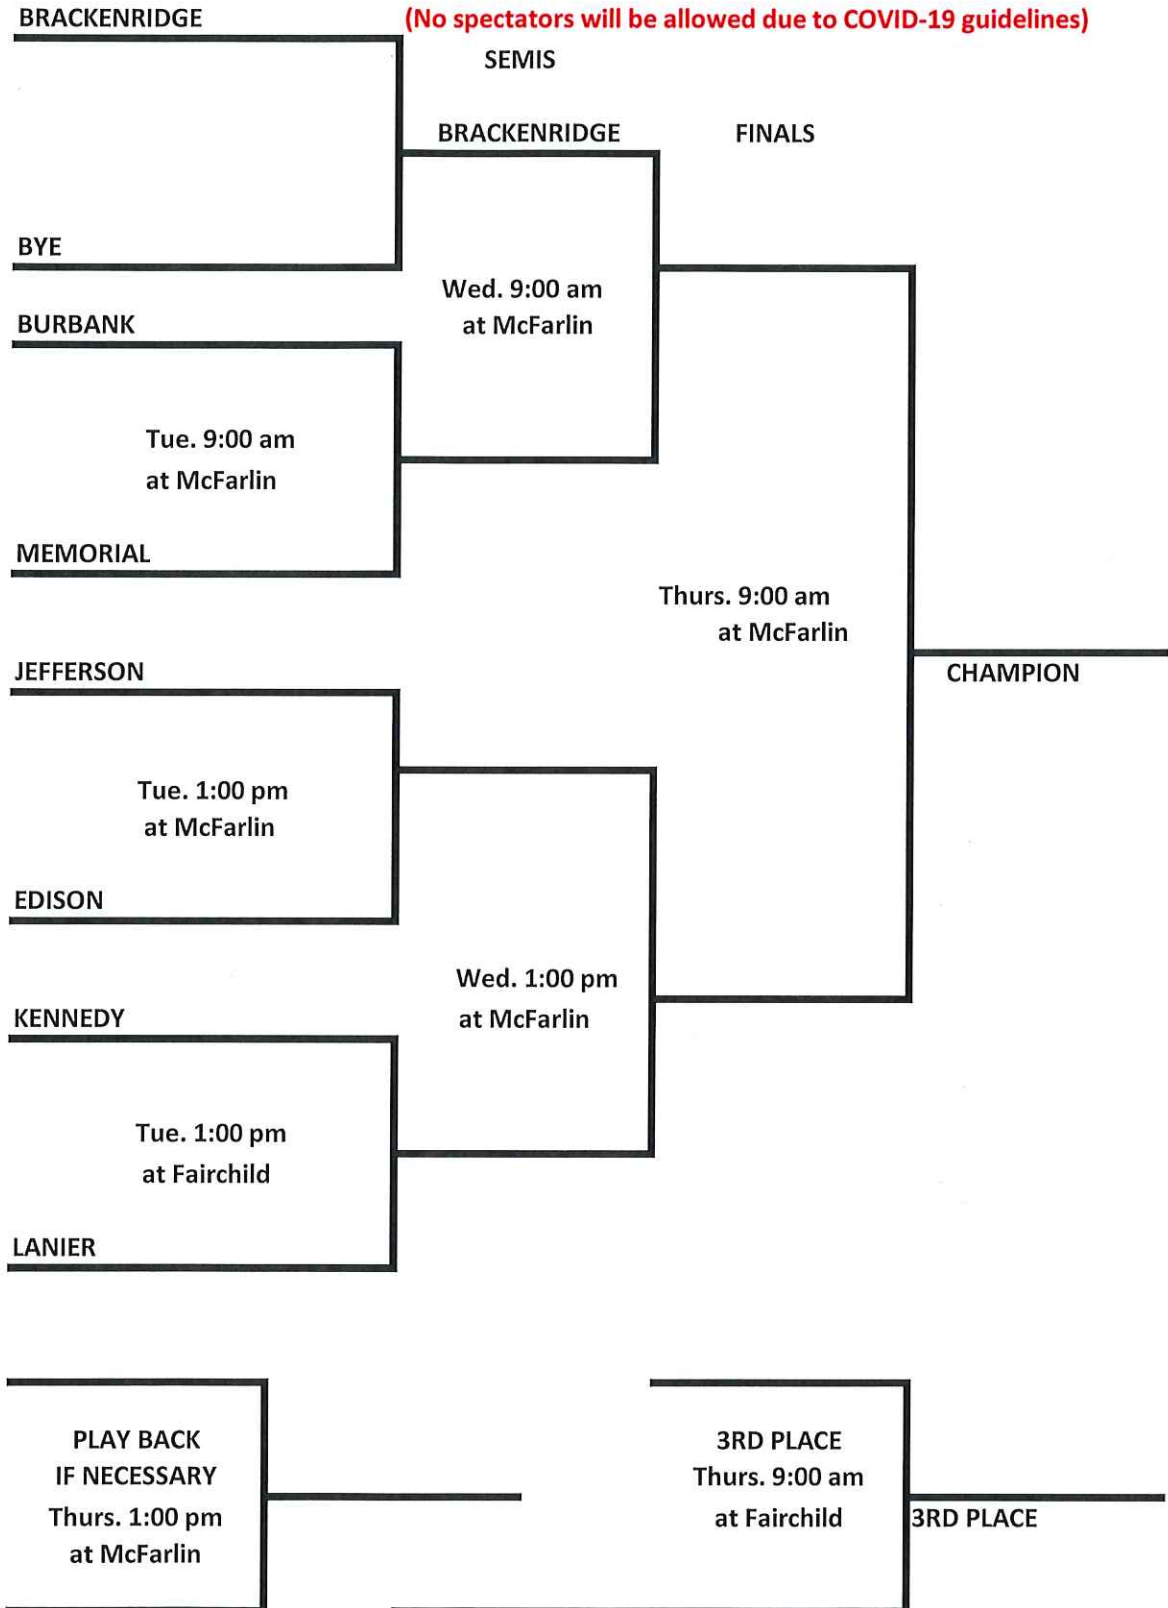 BRACKENRIDGE
(No spectators will be allowed due to COVID-19 guidelines)
SEMIS
BRACKENRIDGE
FINALS
BYE
Wed. 9:00 am
at McFarlin
BURBANK
Tue. 9:00 am
at McFarlin
MEMORIAL
Thurs. 9:00 am
at McFarlin
CHAMPION
JEFFERSON
Tue. 1:00 pm
at McFarlin
EDISON
Wed. 1:00 pm
at McFarlin
KENNEDY
Tue. 1:00 pm
at Fairchild
LANIER
PLAY BACK
IF NECESSARY
Thurs. 1:00 pm
at McFarlin
3RD PLACE
Thurs. 9:00 am
at Fairchild
3RD PLACE